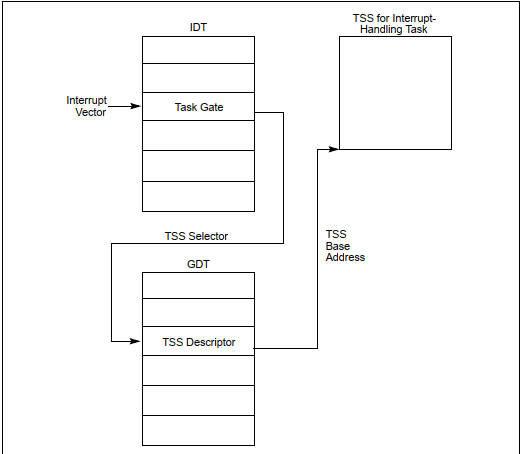 IDT
TSS for Interrupt-
Handling Task
Interrupt
Vector
Task Gate
TSS Selector
TSS
Base
Address
GDT
TSS Descriptor